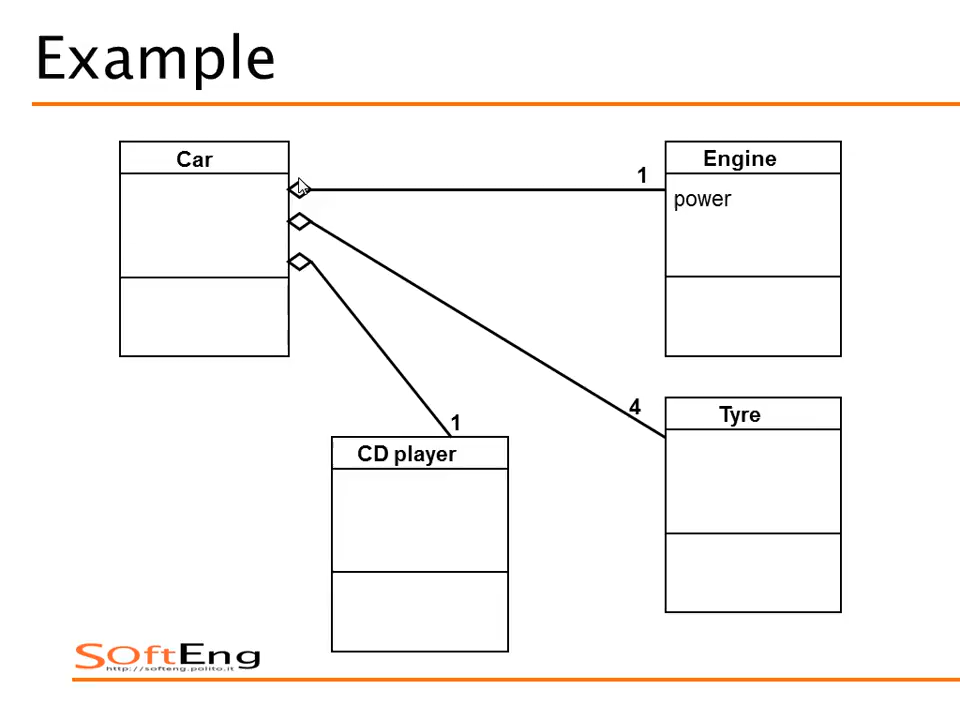 Example
Car
Engine
1
power
4
Tyre
1
CD player
SOftEng
http://softeng.polito.it